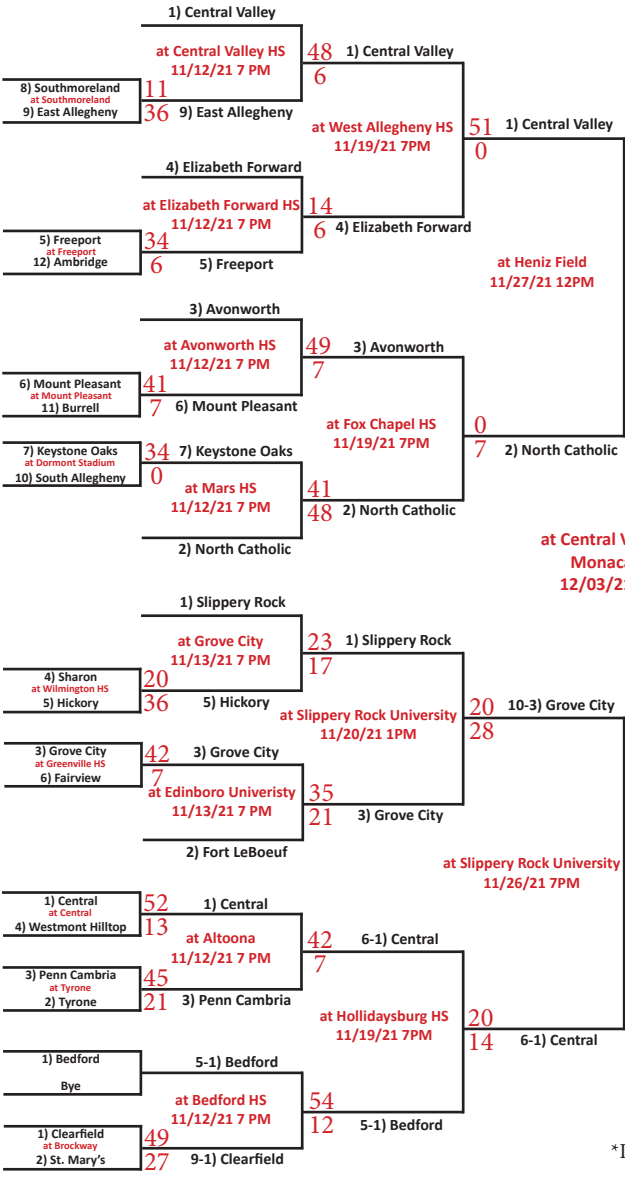 1) Central Valley
at Central Valley HS
11/12/21 7 PM
48
6
1) Central Valley
8) Southmoreland
at Southmoreland
9) East Allegheny
11
36
9) East Allegheny
at West Allegheny HS
11/19/21 7PM
51
0
1) Central Valley
4) Elizabeth Forward
at Elizabeth Forward HS
11/12/21 7 PM
14
6
4) Elizabeth Forward
5) Freeport
at Freeport
12) Ambridge
34
6
5) Freeport
at Heniz Field
11/27/21 12PM
3) Avonworth
at Avonworth HS
11/12/21 7 PM
49
7
3) Avonworth
6) Mount Pleasant
at Mount Pleasant
11) Burrell
41
7
6) Mount Pleasant
at Fox Chapel HS
11/19/21 7PM
0
7
2) North Catholic
7) Keystone Oaks
at Dormont Stadium
10) South Allegheny
34
0
7) Keystone Oaks
at Mars HS
11/12/21 7 PM
41
48
2) North Catholic
2) North Catholic
at Central V
Monaca
12/03/21
1) Slippery Rock
at Grove City
11/13/21 7 PM
23
17
1) Slippery Rock
4) Sharon
at Wilmington HS
5) Hickory
20
36
5) Hickory
at Slippery Rock University
11/20/21 1PM
20
28
10-3) Grove City
3) Grove City
at Greenville HS
6) Fairview
42
7
3) Grove City
at Edinboro Univeristy
11/13/21 7 PM
35
21
3) Grove City
2) Fort LeBoeuf
at Slippery Rock University
11/26/21 7PM
1) Central
at Central
4) Westmont Hilltop
52
13
1) Central
at Altoona
11/12/21 7 PM
42
7
6-1) Central
3) Penn Cambria
at Tyrone
2) Tyrone
45
21
3) Penn Cambria
at Hollidaysburg HS
11/19/21 7PM
20
14
6-1) Central
1) Bedford
Bye
5-1) Bedford
at Bedford HS
11/12/21 7 PM
54
12
5-1) Bedford
1) Clearfield
at Brockway
2) St. Mary's
49
27
9-1) Clearfield